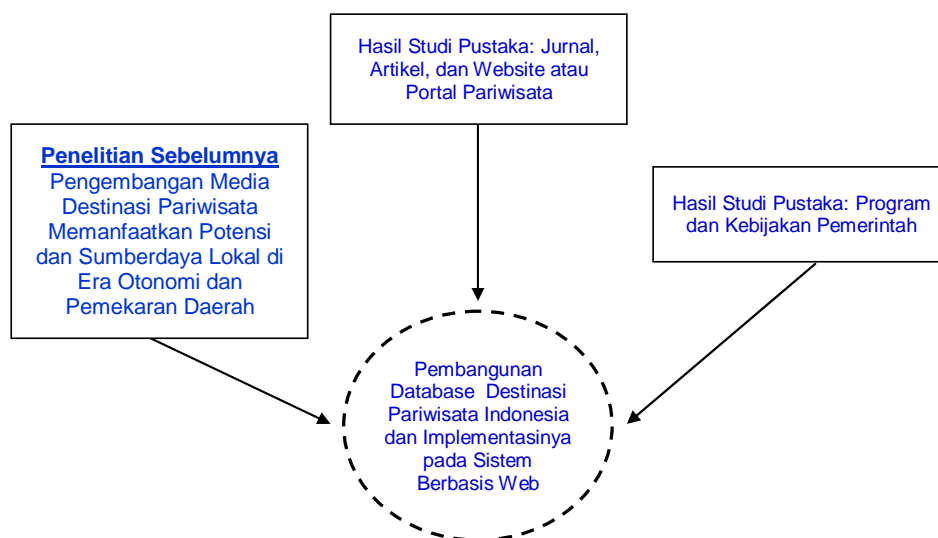 Hasil Studi Pustaka: Jurnal,
Artikel, dan Website atau
Portal Pariwisata
Penelitian Sebelumnya
Pengembangan Media
Destinasi Pariwisata
Memanfaatkan Potensi
dan Sumberdaya Lokal di
Era Otonomi dan
Pemekaran Daerah
Hasil Studi Pustaka: Program
dan Kebijakan Pemerintah
Pembangunan
Database Destinasi
Pariwisata Indonesia
dan Implementasinya
pada Sistem
Berbasis Web